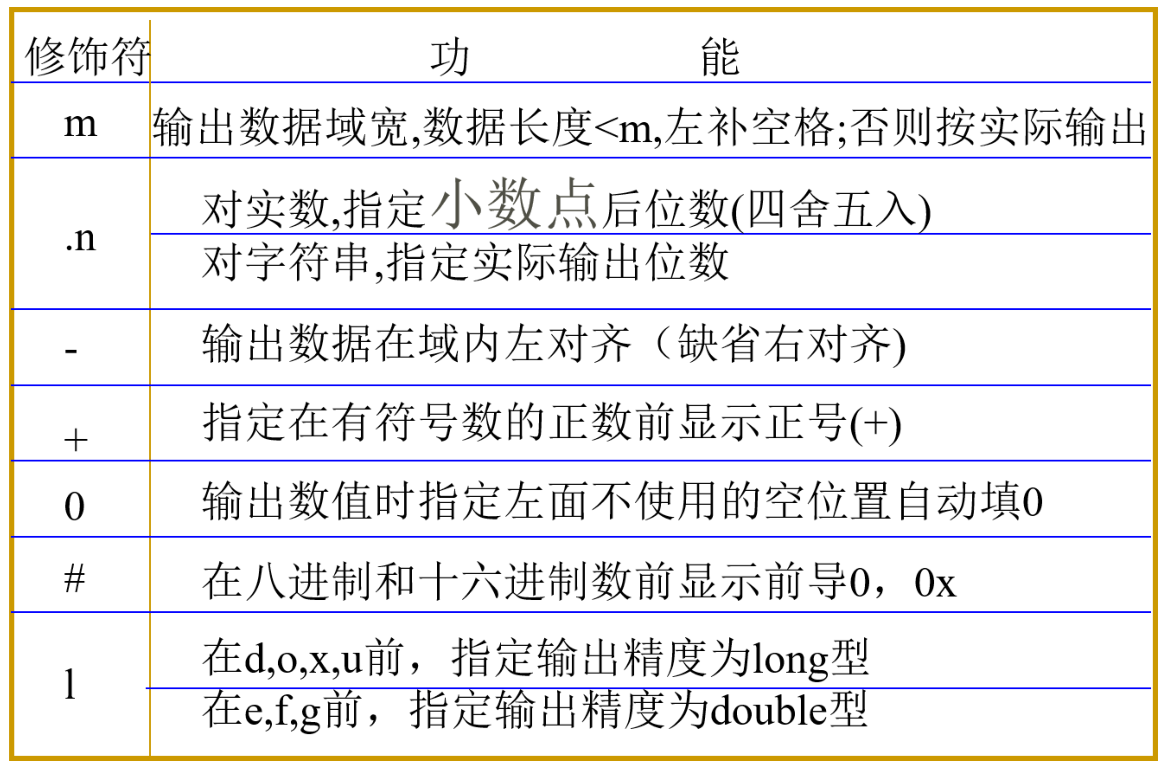 修饰符 功 能
m 输出数据域宽,数据长度<m,左补空格;否则按实际输出
.n 对实数,指定小数点后位数(四舍五入)
对字符串,指定实际输出位数
- 输出数据在域内左对齐（缺省右对齐)
+ 指定在有符号数的正数前显示正号(+)
0 输出数值时指定左面不使用的空位置自动填0
# 在八进制和十六进制数前显示前导0，0x
l 在d,o,x,u前，指定输出精度为long型
在e,f,g前，指定输出精度为double型